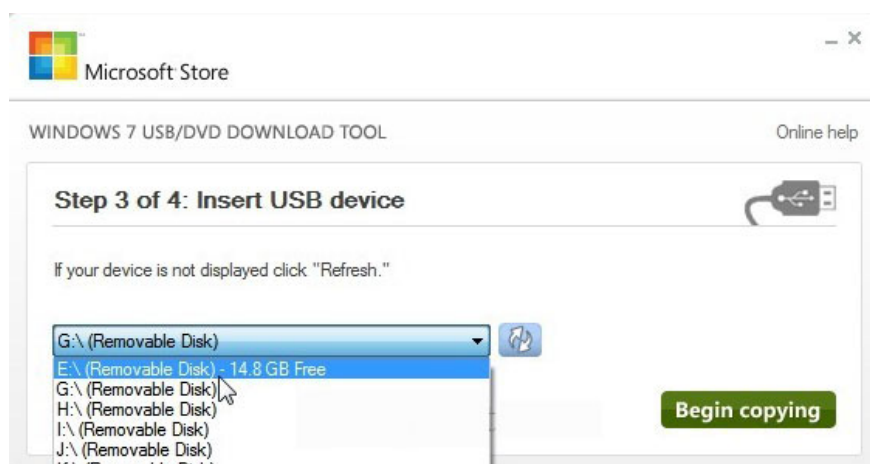 Microsoft Store
WINDOWS 7 USB/DVD DOWNLOAD TOOL
Online help
Step 3 of 4: Insert USB device
If your device is not displayed click "Refresh."
G:\ (Removable Disk)
E:\ (Removable Disk) - 14.8 GB Free
G:\ (Removable Disk)
H:\ (Removable Disk)
I:\ (Removable Disk)
J:\ (Removable Disk)
Begin copying